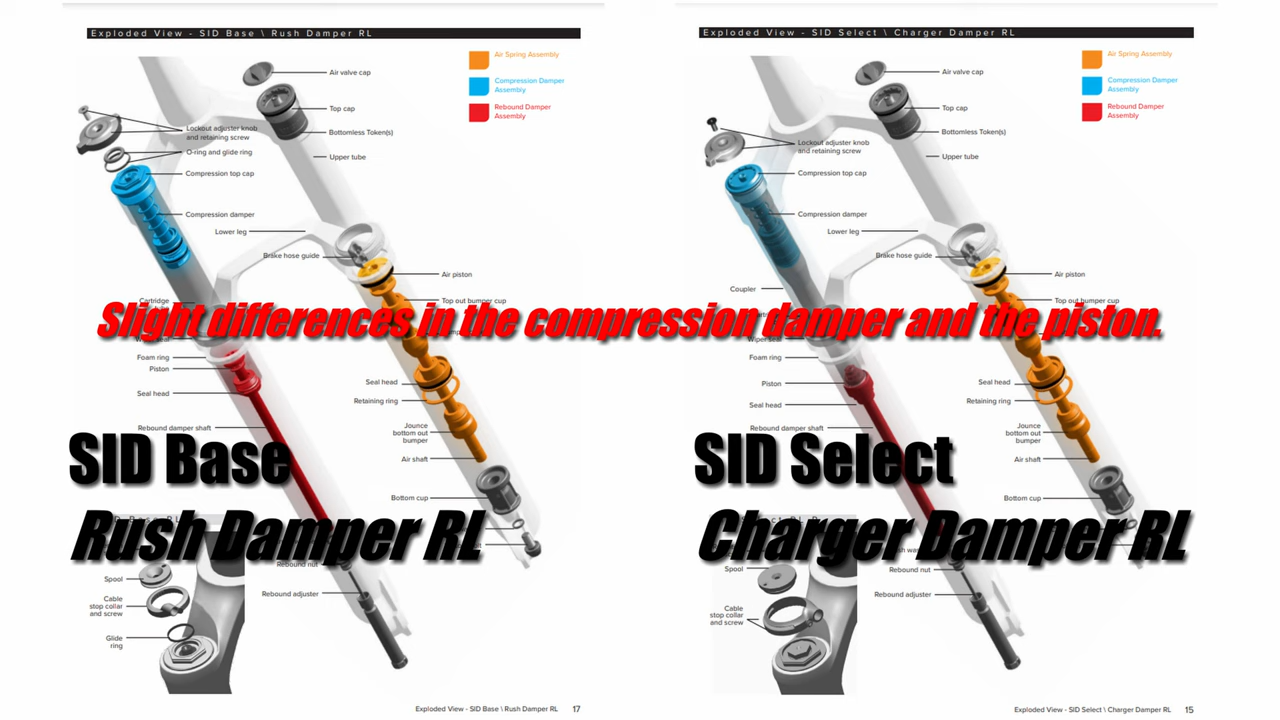 Exploded View - SID Base \ Rush Damper RL
Air Spring Assembly
Compression Damper
Assembly
Rebound Damper
Assembly
Air valve cap
Top cap
Lockout adjuster knob
and retaining screw
Bottomless Token(s)
O-ring and glide ring
Upper tube
Compression top cap
Compression damper
Lower leg
Brake hose guide
Air piston
Cartridge
Top out bumper cup
Foam ring
Piston
Seal head
Seal head
Retaining ring
Rebound damper shaft
Jounce
bottom out
bumper
Air shaft
Bottom cup
Rebound nut
Rebound adjuster
Spool
Cable
stop collar
and screw
Glide
ring
SID Base
Rush Damper RL
Exploded View - SID Base \ Rush Damper RL 17
Slight differences in the compression damper and the piston.
Exploded View - SID Select \ Charger Damper RL
Air Spring Assembly
Compression Damper
Assembly
Rebound Damper
Assembly
Air valve cap
Top cap
Bottomless Token(s)
Lockout adjuster knob
and retaining screw
Upper tube
Compression top cap
Compression damper
Lower leg
Brake hose guide
Air piston
Coupler
Top out bumper cup
Wiper seal
Foam ring
Piston
Seal head
Seal head
Retaining ring
Rebound damper shaft
Jounce
bottom out
bumper
Air shaft
Bottom cup
Rebound nut
Rebound adjuster
Spool
Cable
stop collar
and screw
SID Select
Charger Damper RL
Exploded View - SID Select \ Charger Damper RL 15